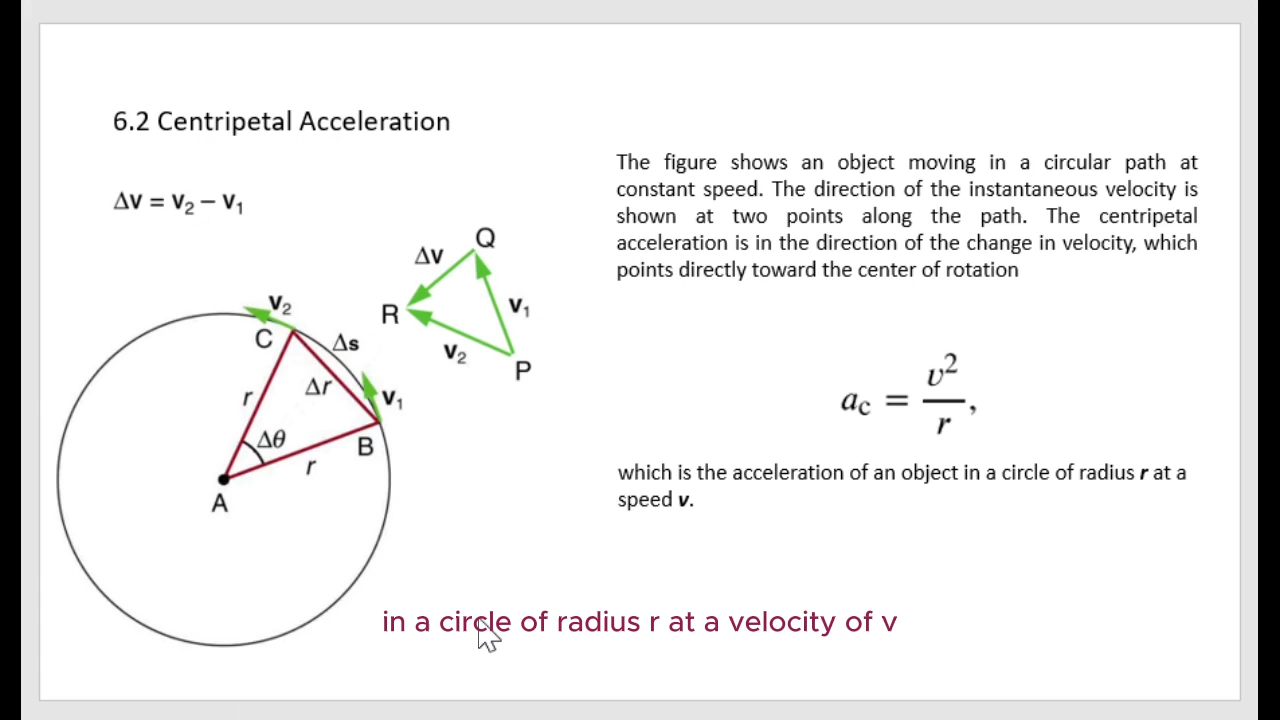 6.2 Centripetal Acceleration
Δv = v₂ – v₁
The figure shows an object moving in a circular path at
constant speed. The direction of the instantaneous velocity is
shown at two points along the path. The centripetal
acceleration is in the direction of the change in velocity, which
points directly toward the center of rotation
Q
Δv
R
v₁
v₂
P
v₂
C
Δs
Δr
r
v₁
Δθ
B
r
A
a_c = v²/r,
which is the acceleration of an object in a circle of radius r at a
speed v.
in a circle of radius r at a velocity of v